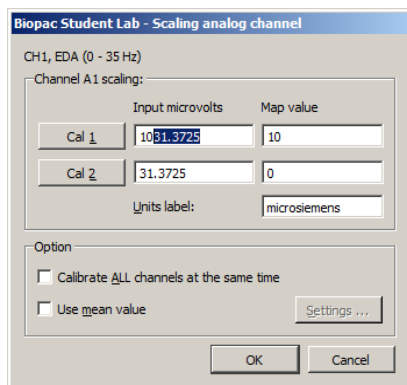 Biopac Student Lab - Scaling analog channel
CH1, EDA (0 - 35 Hz)
Channel A1 scaling:
Input microvolts Map value
Cal 1 1031.3725 10
Cal 2 31.3725 0
Units label: microsiemens
Option
Calibrate ALL channels at the same time
Use mean value Settings ...
OK Cancel